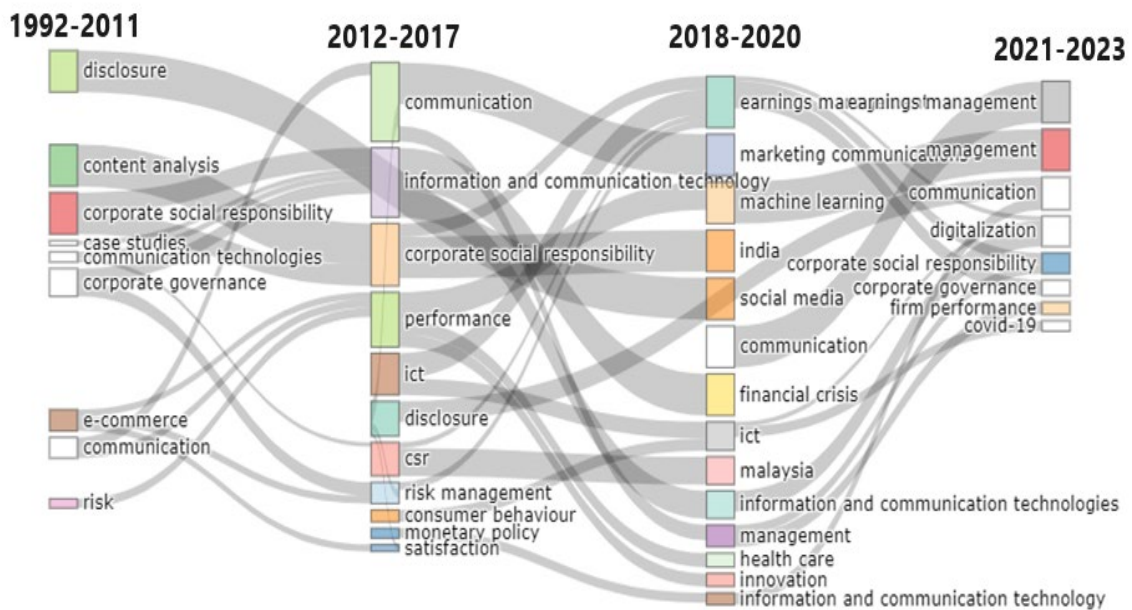 1992-2011
disclosure
content analysis
corporate social responsibility
case studies
communication technologies
corporate governance
e-commerce
communication
risk
2012-2017
communication
information and communication technology
corporate social responsibility
performance
ict
disclosure
csr
risk management
consumer behaviour
monetary policy
satisfaction
2018-2020
earnings management
marketing communications
machine learning
india
social media
communication
financial crisis
ict
malaysia
information and communication technologies
management
health care
innovation
information and communication technology
2021-2023
earnings management
management
communication
digitalization
corporate social responsibility
corporate governance
firm performance
covid-19